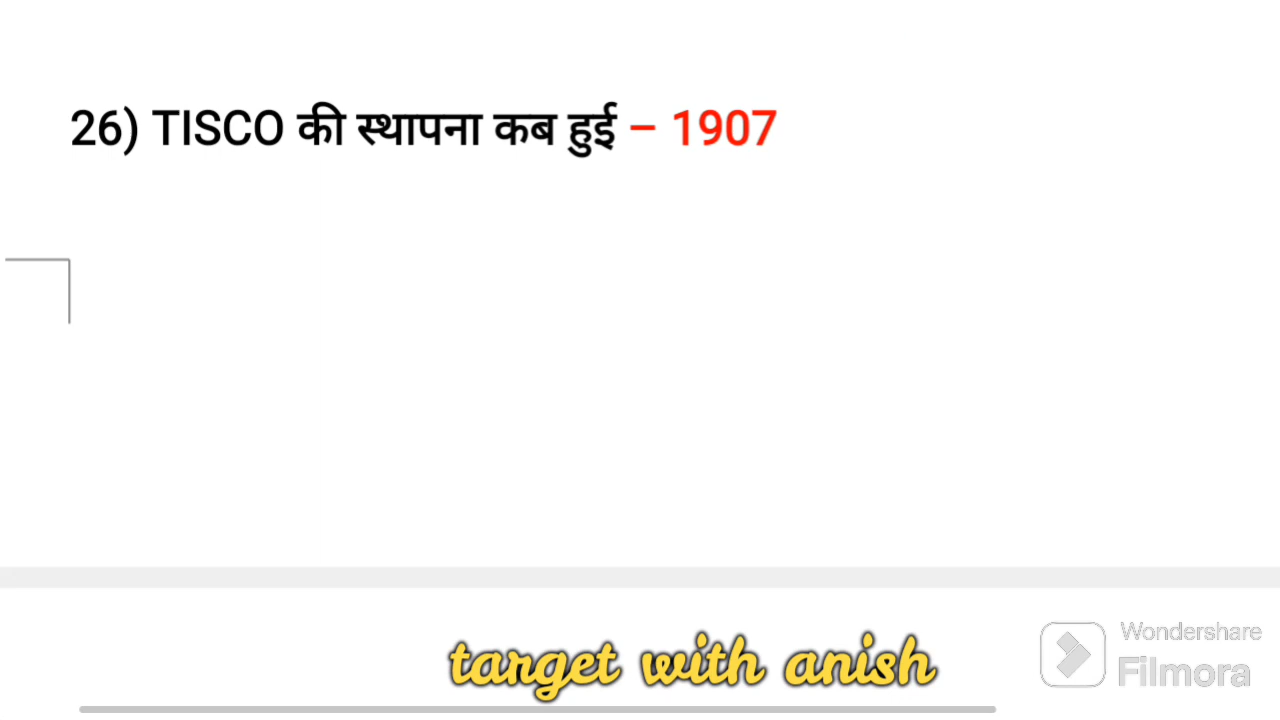 26) TISCO की स्थापना कब हुई – 1907
target with anish
Wondershare
Filmora